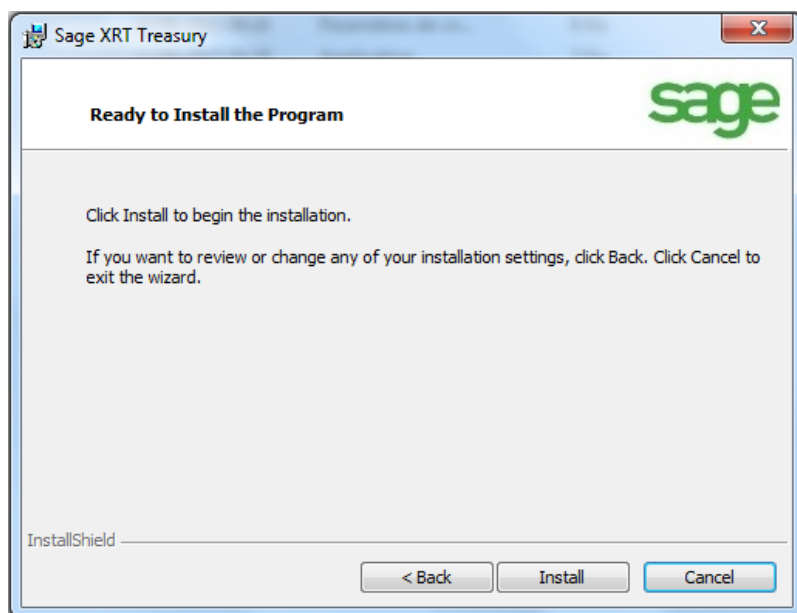 Sage XRT Treasury
Ready to Install the Program
sage
Click Install to begin the installation.
If you want to review or change any of your installation settings, click Back. Click Cancel to
exit the wizard.
InstallShield
< Back
Install
Cancel